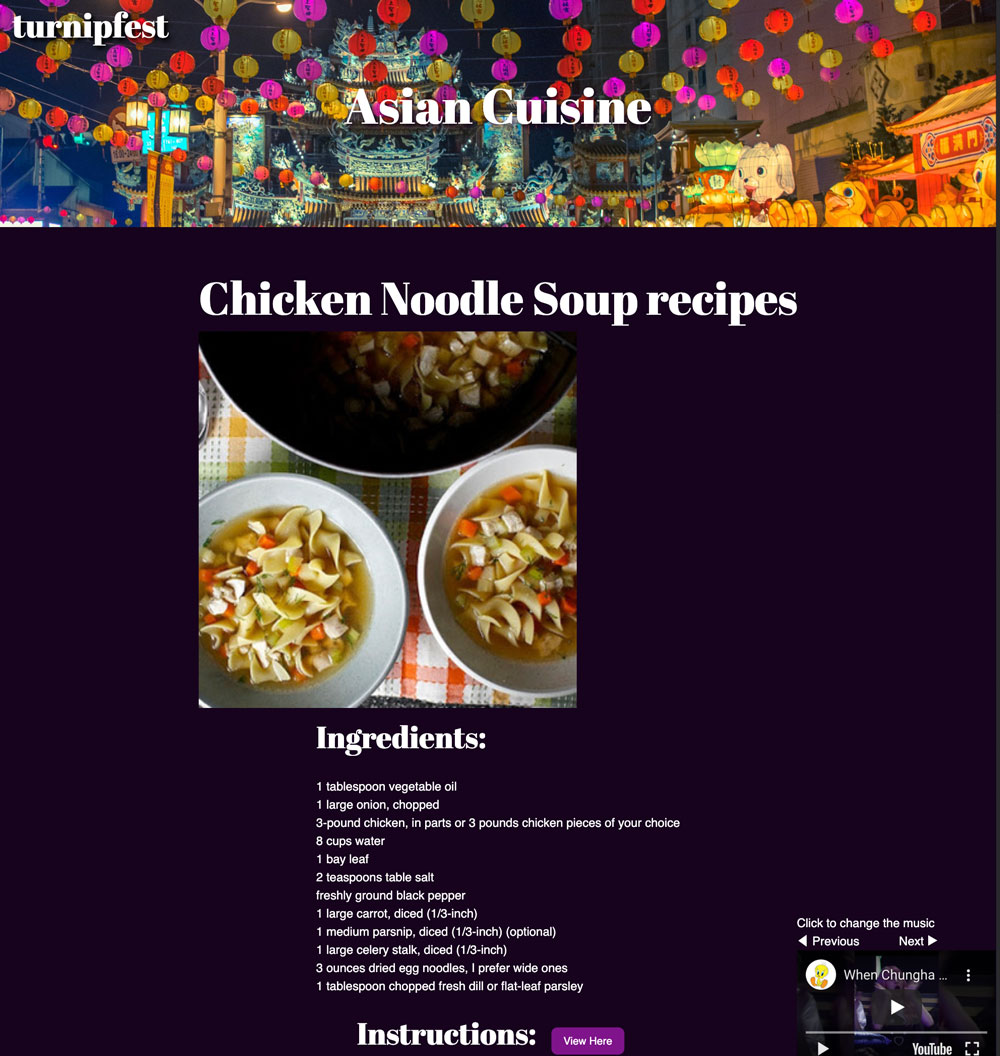 turnipfest
Asian Cuisine
Chicken Noodle Soup recipes
Ingredients:
1 tablespoon vegetable oil
1 large onion, chopped
3-pound chicken, in parts or 3 pounds chicken pieces of your choice
8 cups water
1 bay leaf
2 teaspoons table salt
freshly ground black pepper
1 large carrot, diced (1/3-inch)
1 medium parsnip, diced (1/3-inch) (optional)
1 large celery stalk, diced (1/3-inch)
3 ounces dried egg noodles, I prefer wide ones
1 tablespoon chopped fresh dill or flat-leaf parsley
Click to change the music
Previous Next
When Chungha ...
YouTube
Instructions: View Here